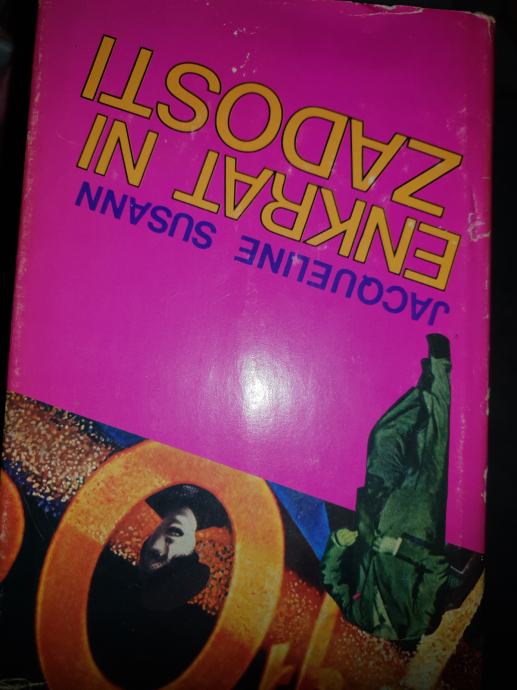 JACQUELINE SUSANN
ENKRAT NI
ZADOSTI